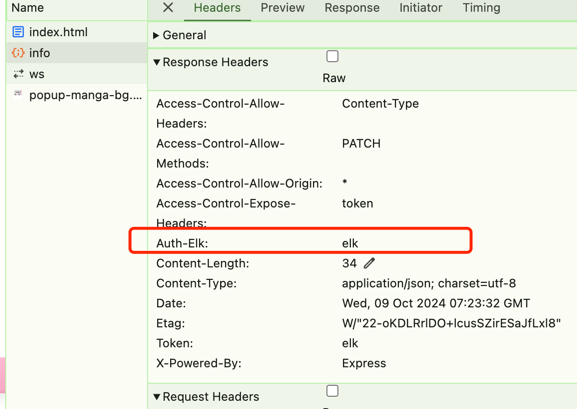 Name
Headers Preview Response Initiator Timing
index.html
General
info
Response Headers
Raw
ws
popup-manga-bg....
Access-Control-Allow-Headers: Content-Type
Access-Control-Allow-Methods: PATCH
Access-Control-Allow-Origin: *
Access-Control-Expose-Headers: token
Auth-Elk: elk
Content-Length: 34
Content-Type: application/json; charset=utf-8
Date: Wed, 09 Oct 2024 07:23:32 GMT
Etag: W/"22-oKDLRrlDO+lcusSZirESaJfLxl8"
Token: elk
X-Powered-By: Express
Request Headers